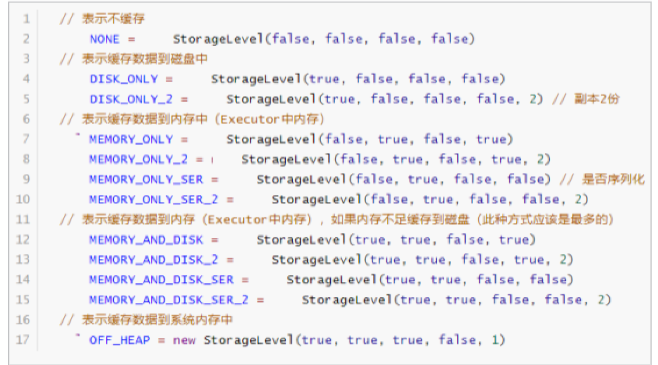 1 // 表示不缓存
2 NONE = StorageLevel(false, false, false, false)
3 // 表示缓存数据到磁盘中
4 DISK_ONLY = StorageLevel(true, false, false, false)
5 DISK_ONLY_2 = StorageLevel(true, false, false, false, 2) // 副本2份
6 // 表示缓存数据到内存中（Executor中内存）
7 MEMORY_ONLY = StorageLevel(false, true, false, true)
8 MEMORY_ONLY_2 = StorageLevel(false, true, false, true, 2)
9 MEMORY_ONLY_SER = StorageLevel(false, true, false, false) // 是否序列化
10 MEMORY_ONLY_SER_2 = StorageLevel(false, true, false, false, 2)
11 // 表示缓存数据到内存（Executor中内存）, 如果内存不足缓存到磁盘（此种方式应该是最多的）
12 MEMORY_AND_DISK = StorageLevel(true, true, false, true)
13 MEMORY_AND_DISK_2 = StorageLevel(true, true, false, true, 2)
14 MEMORY_AND_DISK_SER = StorageLevel(true, true, false, false)
15 MEMORY_AND_DISK_SER_2 = StorageLevel(true, true, false, false, 2)
16 // 表示缓存数据到系统内存中
17 OFF_HEAP = new StorageLevel(true, true, true, false, 1)